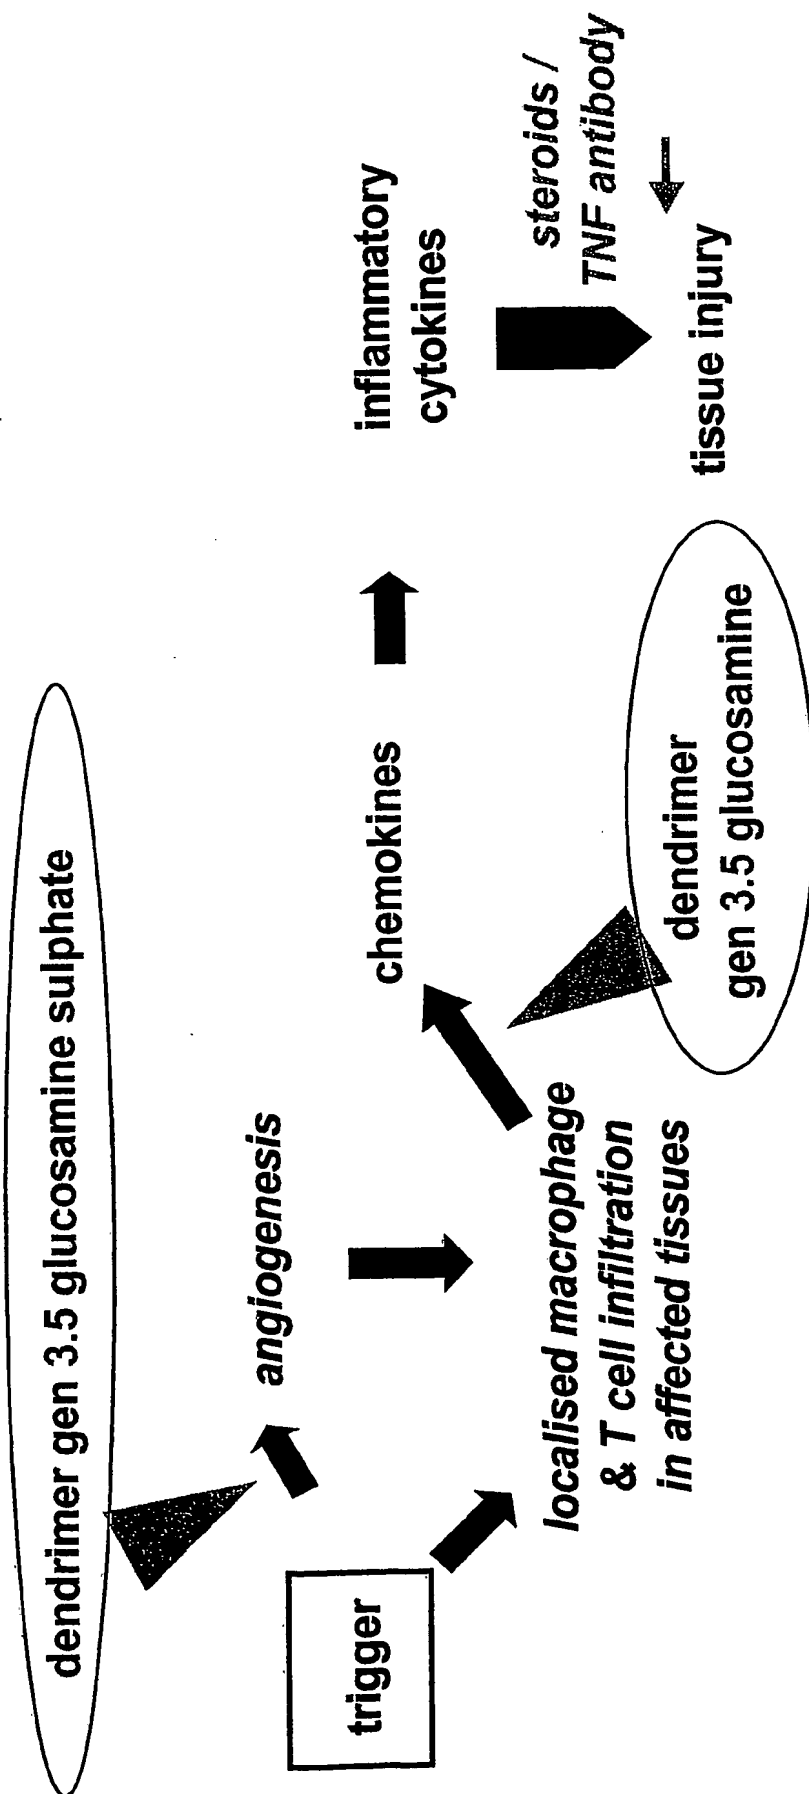 dendrimer gen 3.5 glucosamine sulphate
trigger
angiogenesis
localised macrophage
& T cell infiltration
in affected tissues
chemokines
dendrimer
gen 3.5 glucosamine
inflammatory
cytokines
steroids /
TNF antibody
tissue injury